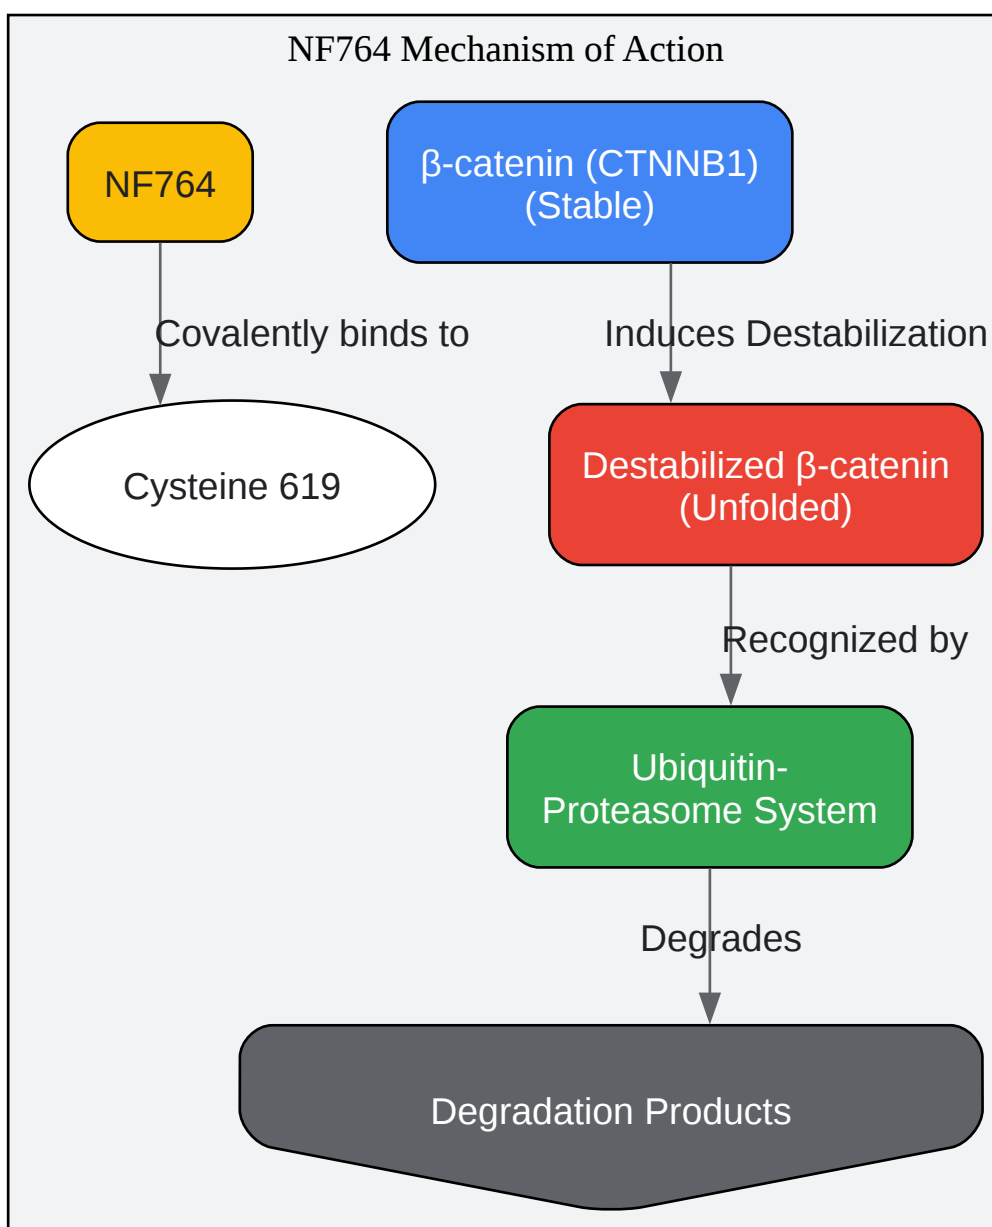 NF764 Mechanism of Action
NF764
β-catenin (CTNNB1)
(Stable)
Covalently binds to
Induces Destabilization
Cysteine 619
Destabilized β-catenin
(Unfolded)
Recognized by
Ubiquitin-
Proteasome System
Degrades
Degradation Products